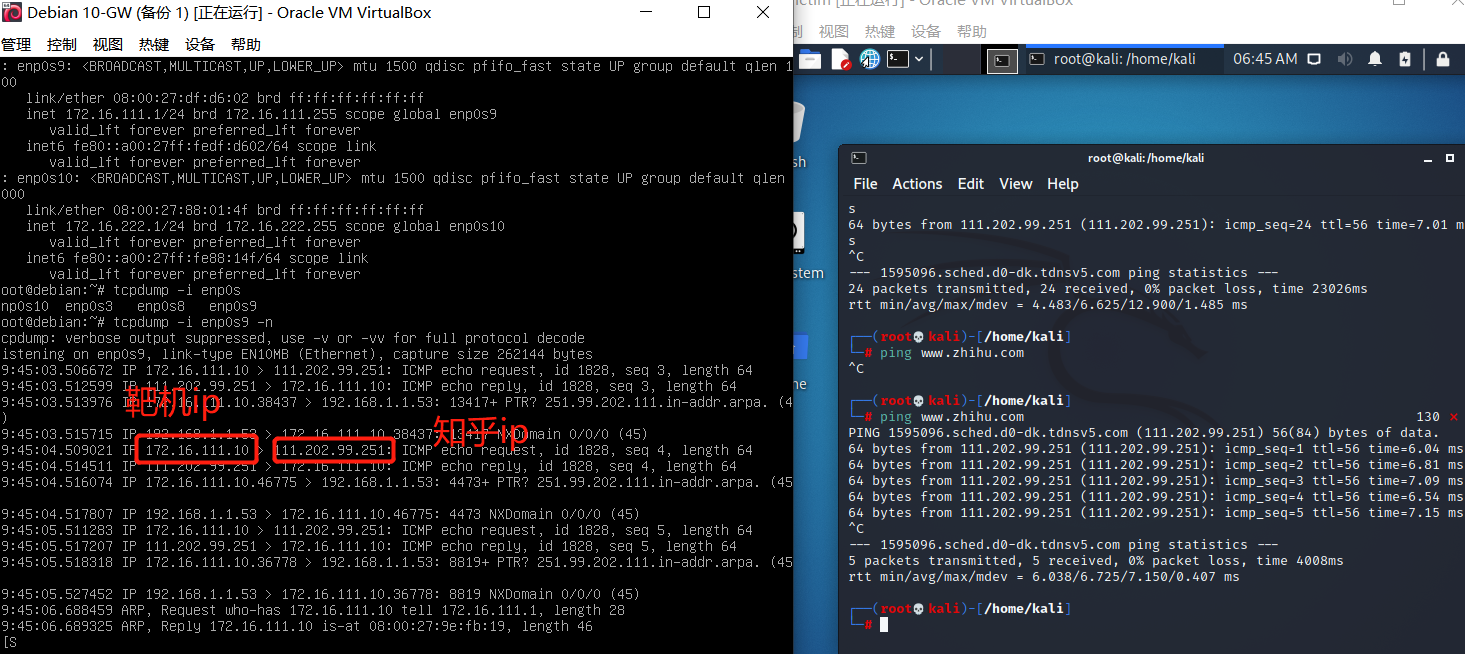 Debian 10-GW (备份 1) [正在运行] - Oracle VM VirtualBox
管理 控制 视图 热键 设备 帮助
: enp0s9: <BROADCAST,MULTICAST,UP,LOWER_UP> mtu 1500 qdisc pfifo_fast state UP group default qlen 1
00
link/ether 08:00:27:df:d6:02 brd ff:ff:ff:ff:ff:ff
inet 172.16.111.1/24 brd 172.16.111.255 scope global enp0s9
valid_lft forever preferred_lft forever
inet6 fe80::a00:27ff:fedf:d602/64 scope link
valid_lft forever preferred_lft forever
: enp0s10: <BROADCAST,MULTICAST,UP,LOWER_UP> mtu 1500 qdisc pfifo_fast state UP group default qlen
000
link/ether 08:00:27:88:01:4f brd ff:ff:ff:ff:ff:ff
inet 172.16.222.1/24 brd 172.16.222.255 scope global enp0s10
valid_lft forever preferred_lft forever
inet6 fe80::a00:27ff:fe88:14f/64 scope link
valid_lft forever preferred_lft forever
oot@debian:~# tcpdump -i enp0s
np0s10 enp0s3 enp0s8 enp0s9
oot@debian:~# tcpdump -i enp0s9 -n
cpdump: verbose output suppressed, use -v or -vv for full protocol decode
istening on enp0s9, link-type EN10MB (Ethernet), capture size 262144 bytes
9:45:03.506672 IP 172.16.111.10 > 111.202.99.251: ICMP echo request, id 1828, seq 3, length 64
9:45:03.512599 IP 111.202.99.251 > 172.16.111.10: ICMP echo reply, id 1828, seq 3, length 64
9:45:03.513976 IP 172.16.111.10.38437 > 192.168.1.1.53: 13417+ PTR? 251.99.202.111.in-addr.arpa. (4
)
靶机ip
知乎ip
9:45:03.515715 IP 192.168.1.1.53 > 172.16.111.10.38437: 13417 NXDomain 0/0/0 (45)
9:45:04.509021 IP 172.16.111.10 > 111.202.99.251: ICMP echo request, id 1828, seq 4, length 64
9:45:04.514511 IP 111.202.99.251 > 172.16.111.10: ICMP echo reply, id 1828, seq 4, length 64
9:45:04.516074 IP 172.16.111.10.46775 > 192.168.1.1.53: 4473+ PTR? 251.99.202.111.in-addr.arpa. (45
9:45:04.517807 IP 192.168.1.1.53 > 172.16.111.10.46775: 4473 NXDomain 0/0/0 (45)
9:45:05.511283 IP 172.16.111.10 > 111.202.99.251: ICMP echo request, id 1828, seq 5, length 64
9:45:05.517207 IP 111.202.99.251 > 172.16.111.10: ICMP echo reply, id 1828, seq 5, length 64
9:45:05.518318 IP 172.16.111.10.36778 > 192.168.1.1.53: 8819+ PTR? 251.99.202.111.in-addr.arpa. (45
9:45:05.527452 IP 192.168.1.1.53 > 172.16.111.10.36778: 8819 NXDomain 0/0/0 (45)
9:45:06.688459 ARP, Request who-has 172.16.111.10 tell 172.16.111.1, length 28
9:45:06.689325 ARP, Reply 172.16.111.10 is-at 08:00:27:9e:fb:19, length 46
[S
[正在运行] - Oracle VM VirtualBox
视图 热键 设备 帮助
root@kali: /home/kali
06:45 AM
sh
stem
me
root@kali:/home/kali
File Actions Edit View Help
s
64 bytes from 111.202.99.251 (111.202.99.251): icmp_seq=24 ttl=56 time=7.01 m
s
^C
--- 1595096.sched.d0-dk.tdnsv5.com ping statistics ---
24 packets transmitted, 24 received, 0% packet loss, time 23026ms
rtt min/avg/max/mdev = 4.483/6.625/12.900/1.485 ms
┌──(root💀kali)-[/home/kali]
└─# ping www.zhihu.com
^C
┌──(root💀kali)-[/home/kali]
└─# ping www.zhihu.com 130 ⨯
PING 1595096.sched.d0-dk.tdnsv5.com (111.202.99.251) 56(84) bytes of data.
64 bytes from 111.202.99.251 (111.202.99.251): icmp_seq=1 ttl=56 time=6.04 ms
64 bytes from 111.202.99.251 (111.202.99.251): icmp_seq=2 ttl=56 time=6.81 ms
64 bytes from 111.202.99.251 (111.202.99.251): icmp_seq=3 ttl=56 time=7.09 ms
64 bytes from 111.202.99.251 (111.202.99.251): icmp_seq=4 ttl=56 time=6.54 ms
64 bytes from 111.202.99.251 (111.202.99.251): icmp_seq=5 ttl=56 time=7.15 ms
^C
--- 1595096.sched.d0-dk.tdnsv5.com ping statistics ---
5 packets transmitted, 5 received, 0% packet loss, time 4008ms
rtt min/avg/max/mdev = 6.038/6.725/7.150/0.407 ms
┌──(root💀kali)-[/home/kali]
└─#